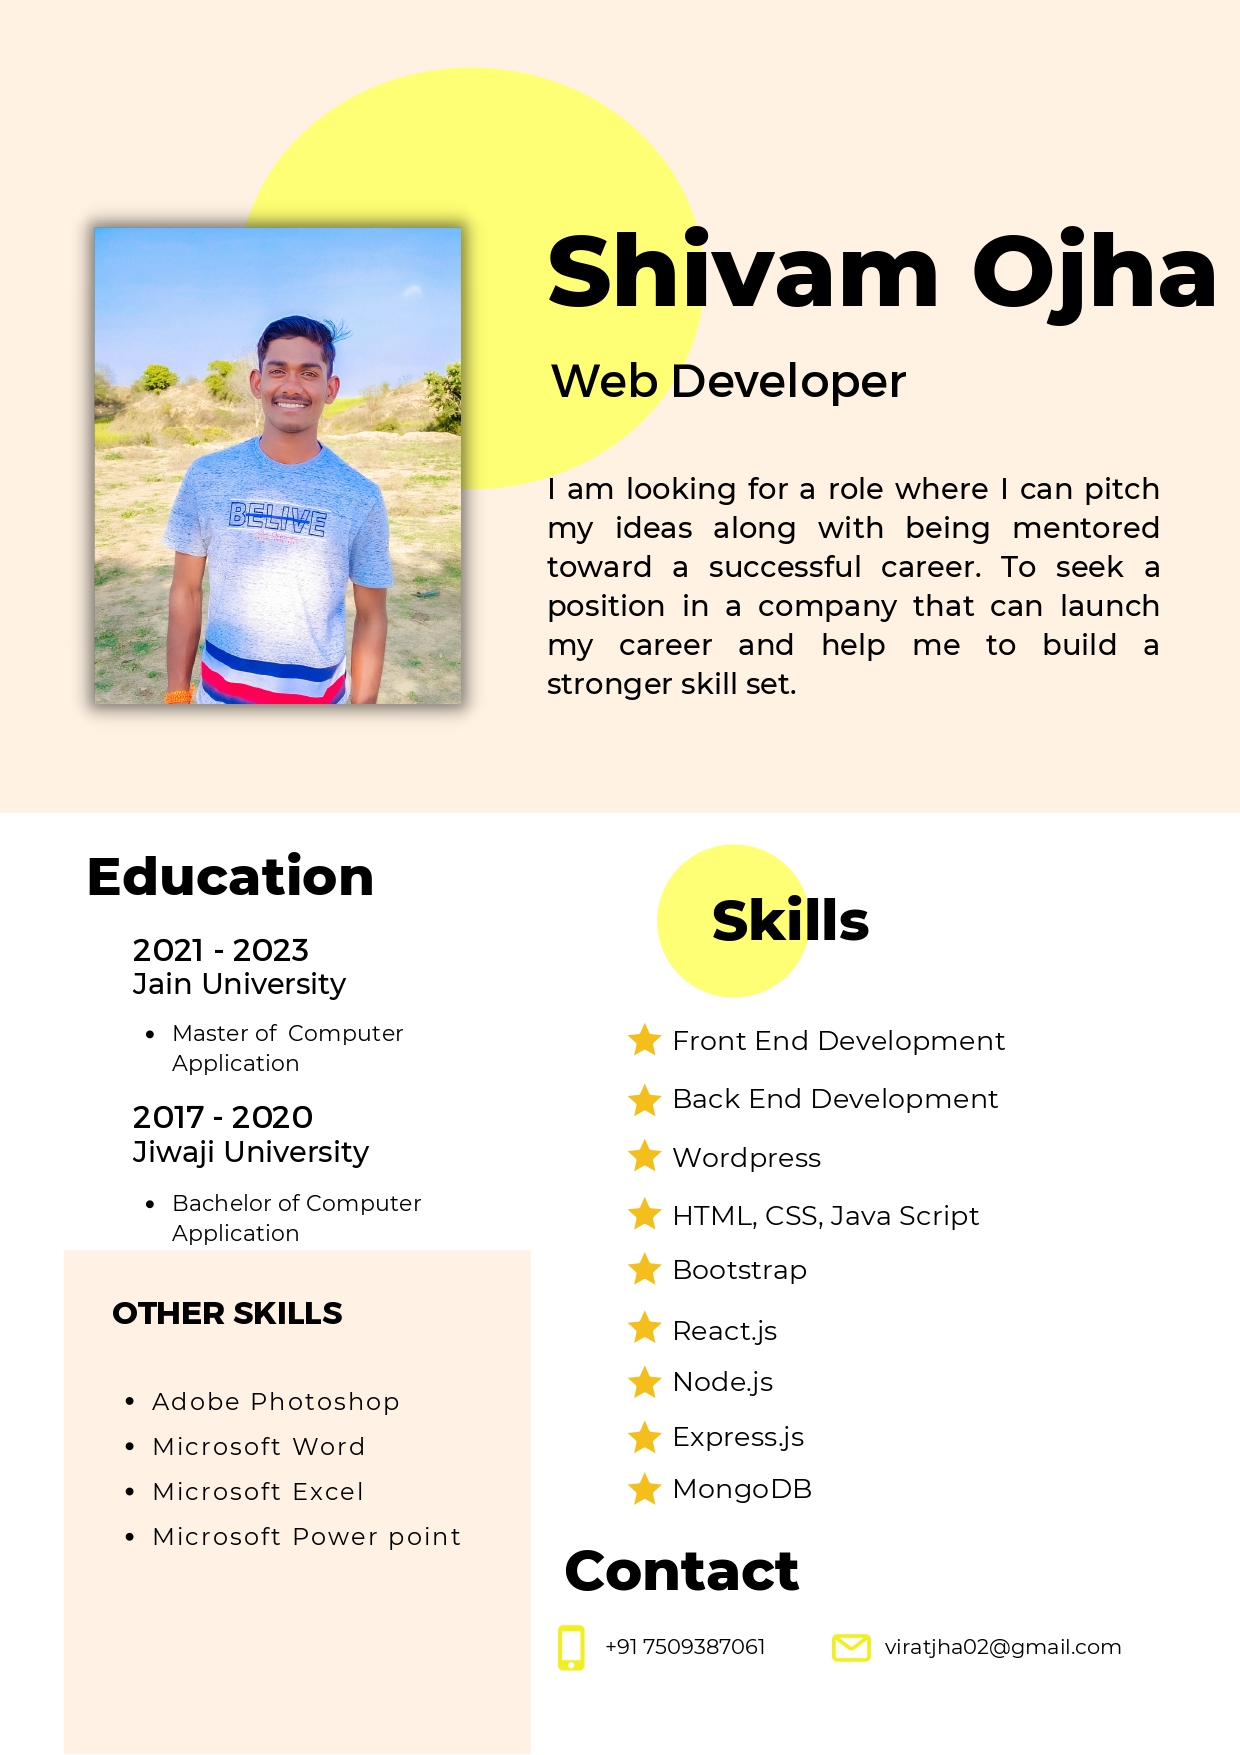 Shivam Ojha
Web Developer
I am looking for a role where I can pitch
my ideas along with being mentored
toward a successful career. To seek a
position in a company that can launch
my career and help me to build a
stronger skill set.
BELIVE
Education
2021 - 2023
Jain University
• Master of Computer
Application
2017 - 2020
Jiwaji University
• Bachelor of Computer
Application
OTHER SKILLS
• Adobe Photoshop
• Microsoft Word
• Microsoft Excel
• Microsoft Power point
Skills
Front End Development
Back End Development
Wordpress
HTML, CSS, Java Script
Bootstrap
React.js
Node.js
Express.js
MongoDB
Contact
+91 7509387061
viratjha02@gmail.com